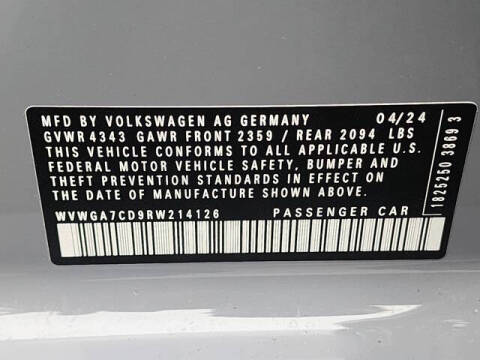 MFD BY VOLKSWAGEN AG GERMANY 04/24
GVWR 4343 GAWR FRONT 2359 / REAR 2094 LBS
THIS VEHICLE CONFORMS TO ALL APPLICABLE U.S.
FEDERAL MOTOR VEHICLE SAFETY, BUMPER AND
THEFT PREVENTION STANDARDS IN EFFECT ON
THE DATE OF MANUFACTURE SHOWN ABOVE.
WVWGA7CD9RW214126 PASSENGER CAR
1825250 3869 3